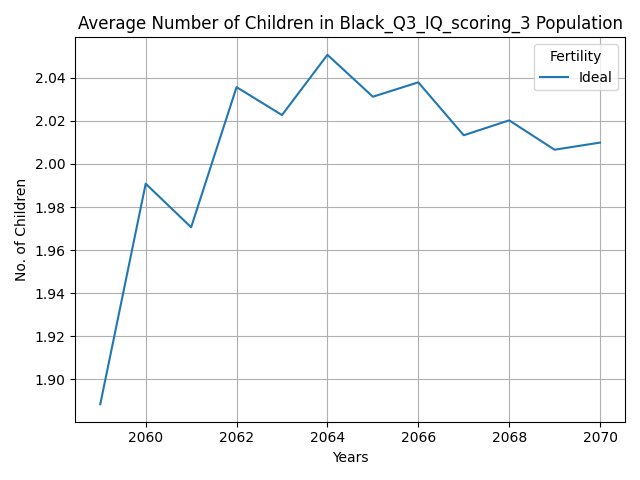 Average Number of Children in Black_Q3_IQ_scoring_3 Population
Fertility
Ideal
No. of Children
2.04
2.02
2.00
1.98
1.96
1.94
1.92
1.90
2060 2062 2064 2066 2068 2070
Years